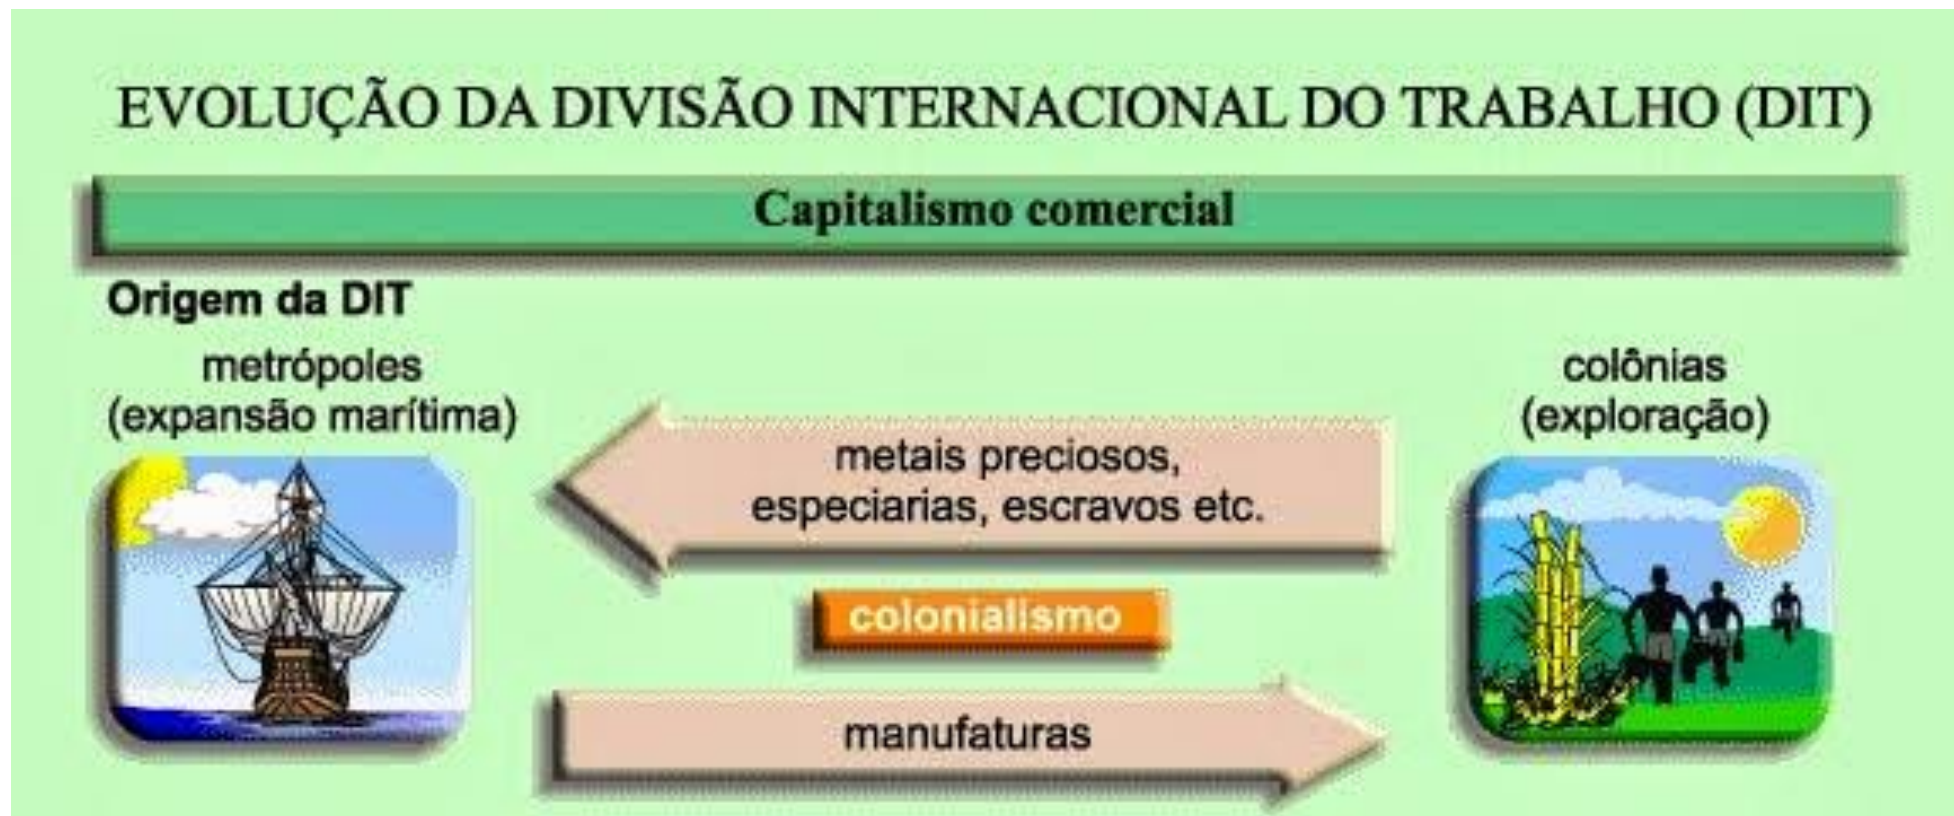 EVOLUÇÃO DA DIVISÃO INTERNACIONAL DO TRABALHO (DIT)
Capitalismo comercial
Origem da DIT
metrópoles
(expansão marítima)
colônias
(exploração)
metais preciosos,
especiarias, escravos etc.
colonialismo
manufaturas